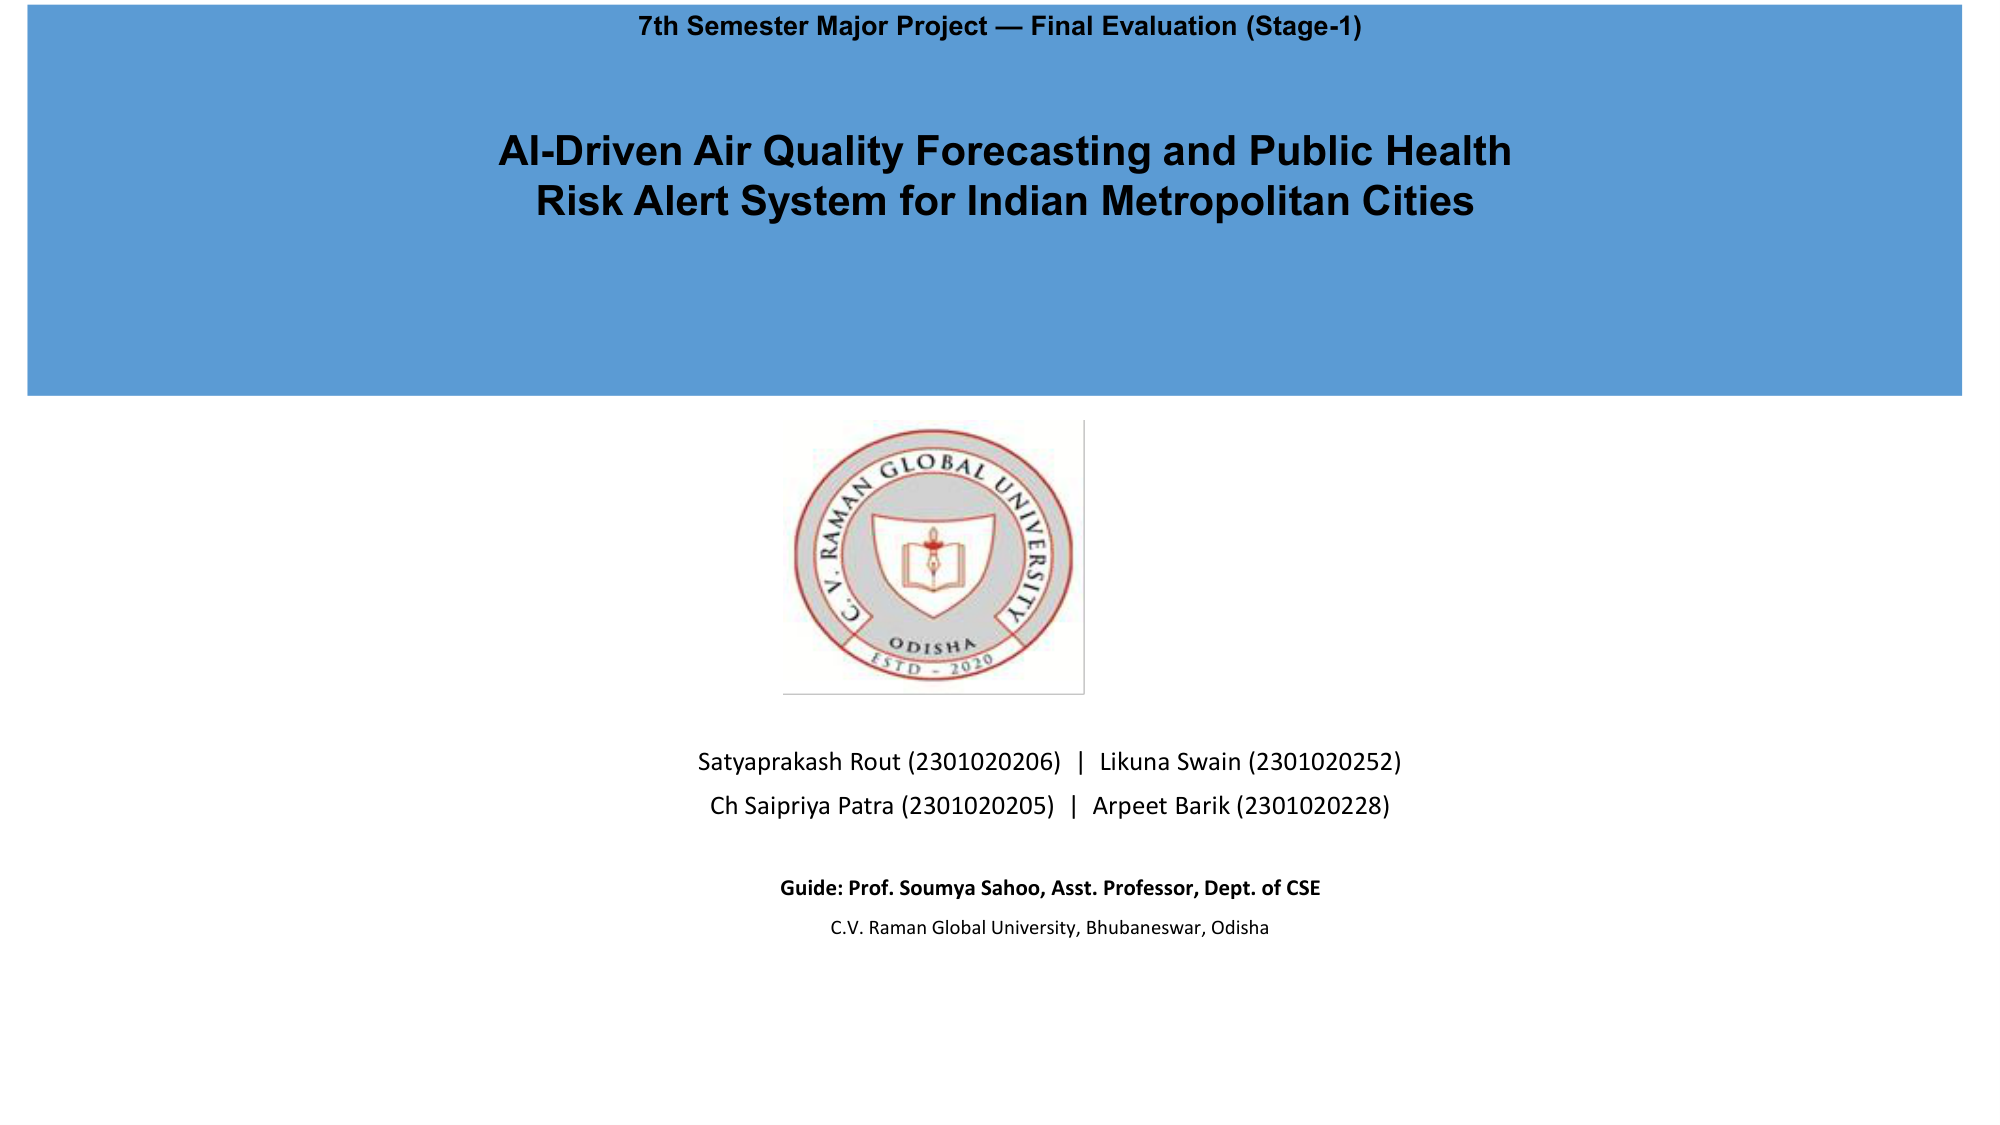 7th Semester Major Project — Final Evaluation (Stage-1)
AI-Driven Air Quality Forecasting and Public Health
Risk Alert System for Indian Metropolitan Cities
C. V. RAMAN GLOBAL UNIVERSITY
ODISHA
ESTD - 2020
Satyaprakash Rout (2301020206) | Likuna Swain (2301020252)
Ch Saipriya Patra (2301020205) | Arpeet Barik (2301020228)
Guide: Prof. Soumya Sahoo, Asst. Professor, Dept. of CSE
C.V. Raman Global University, Bhubaneswar, Odisha